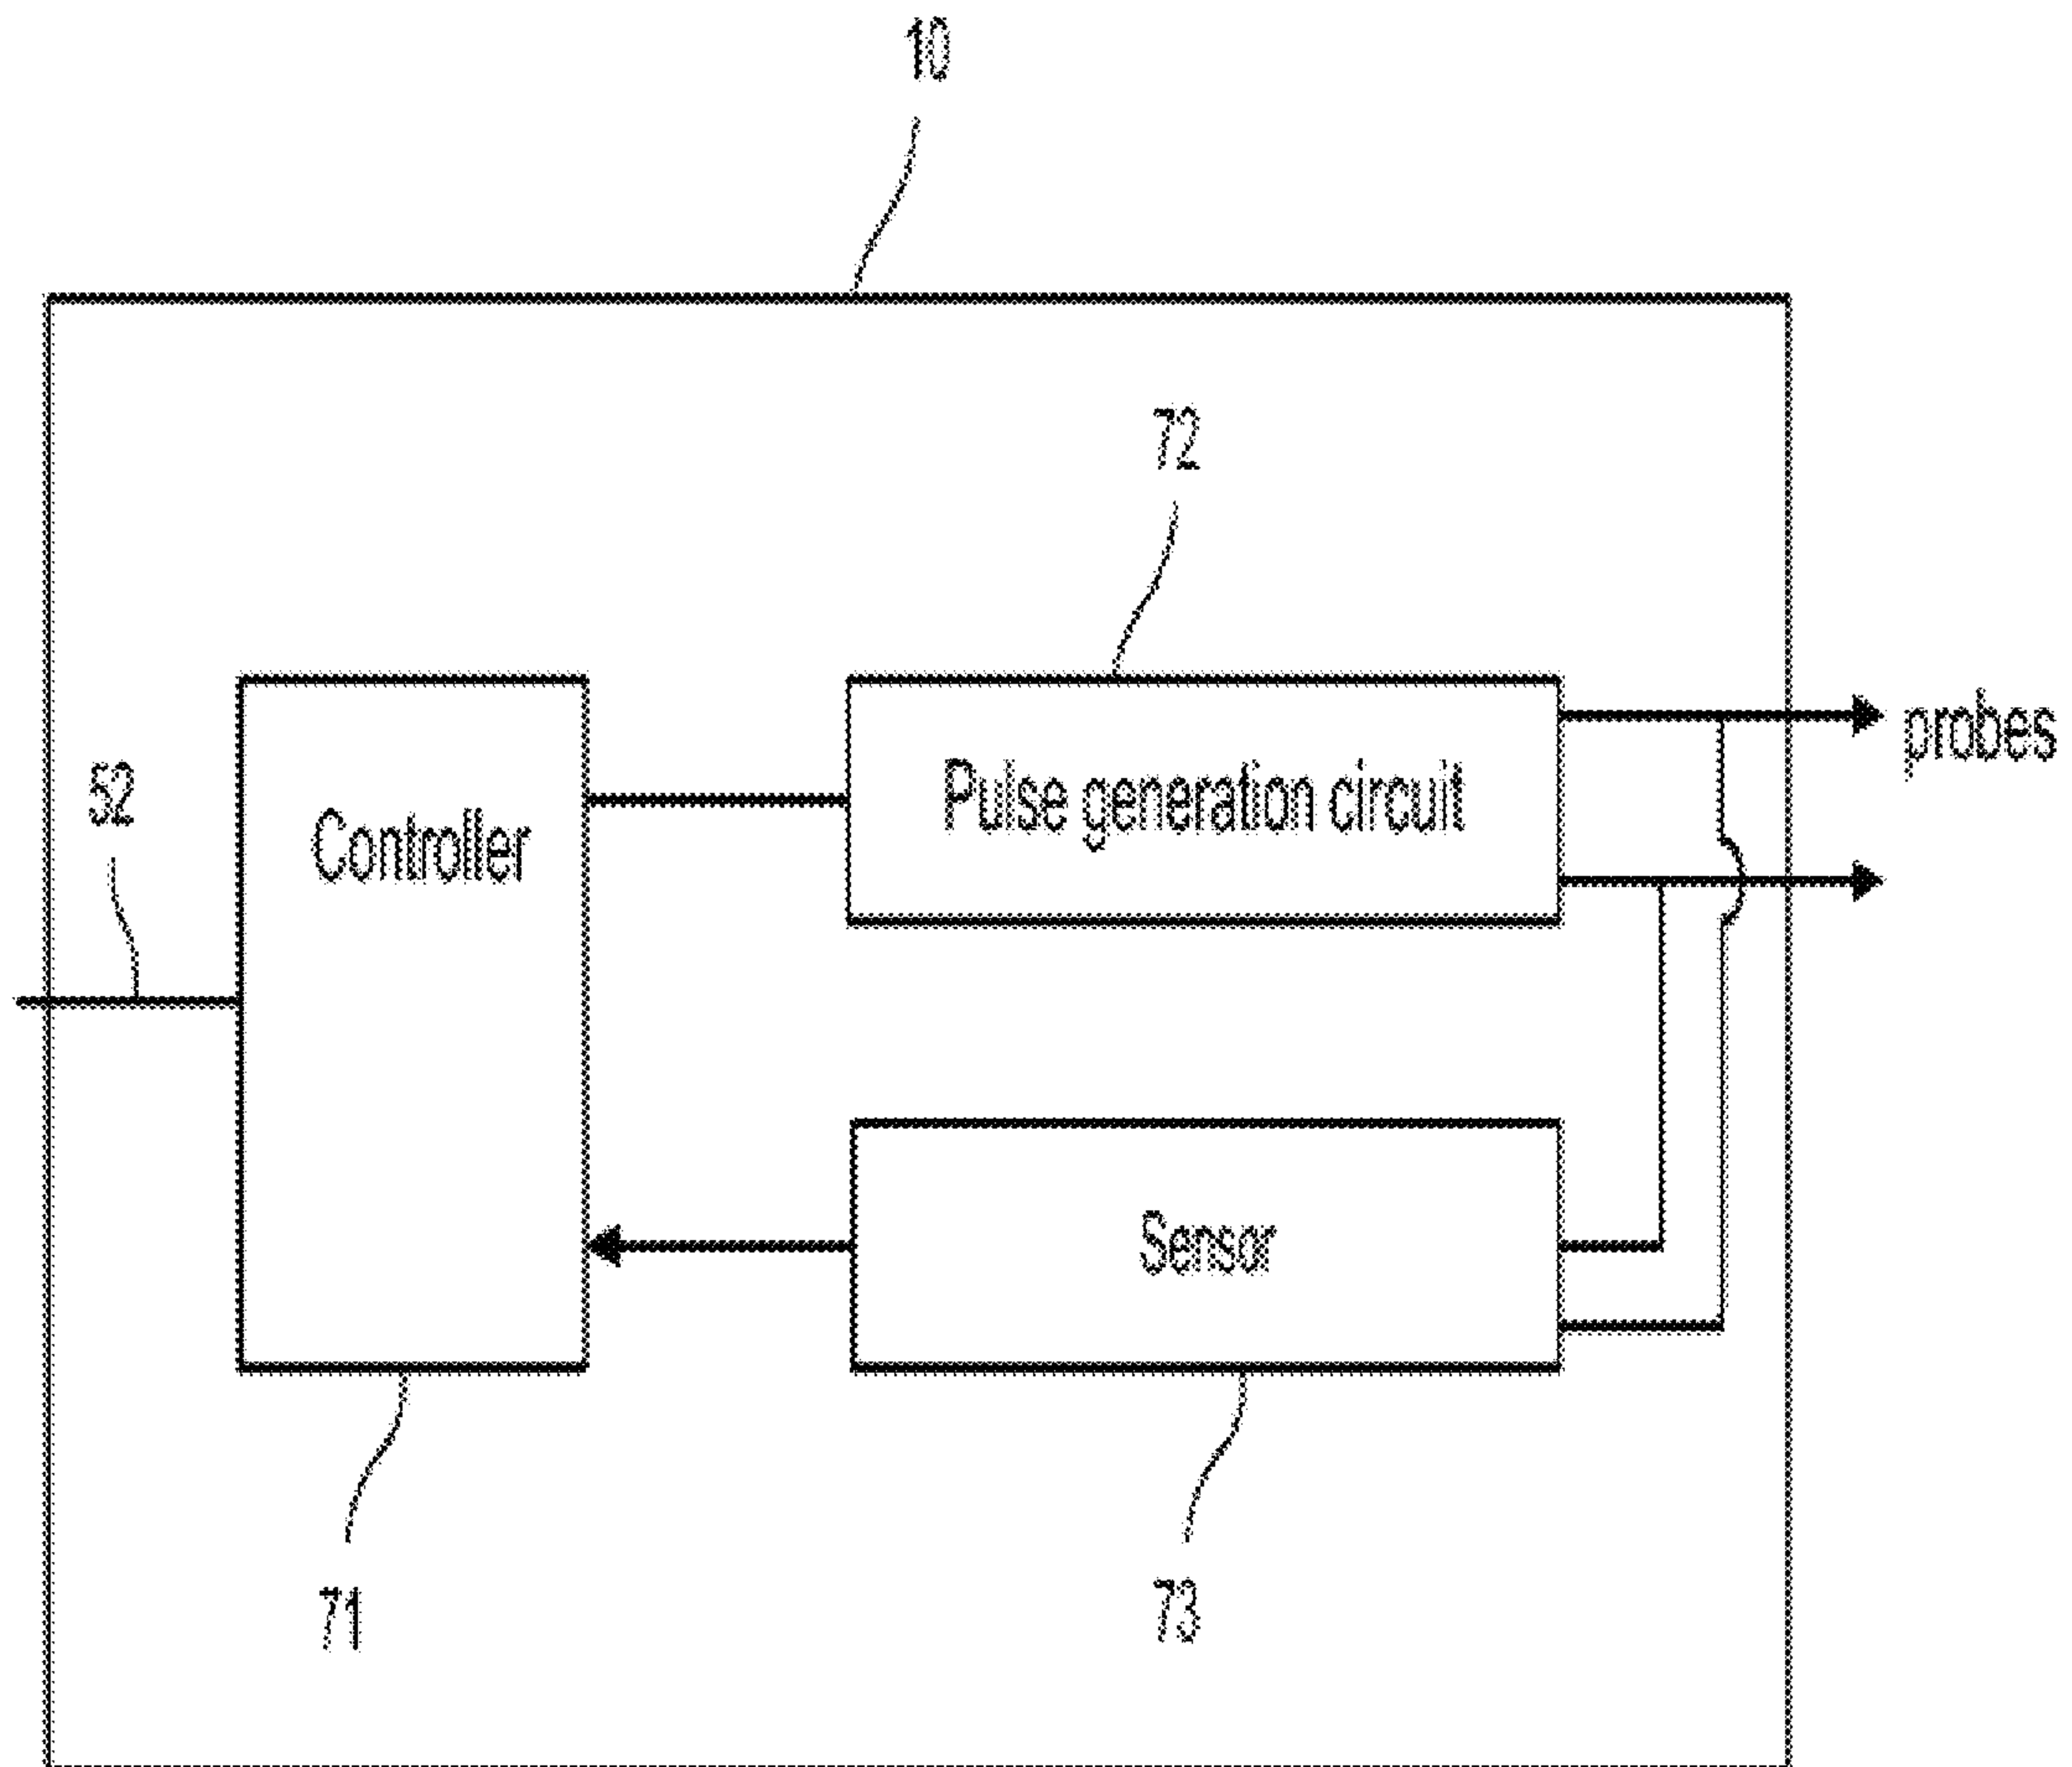 10
72
probes
52
Controller
Pulse generation circuit
Sensor
71
73